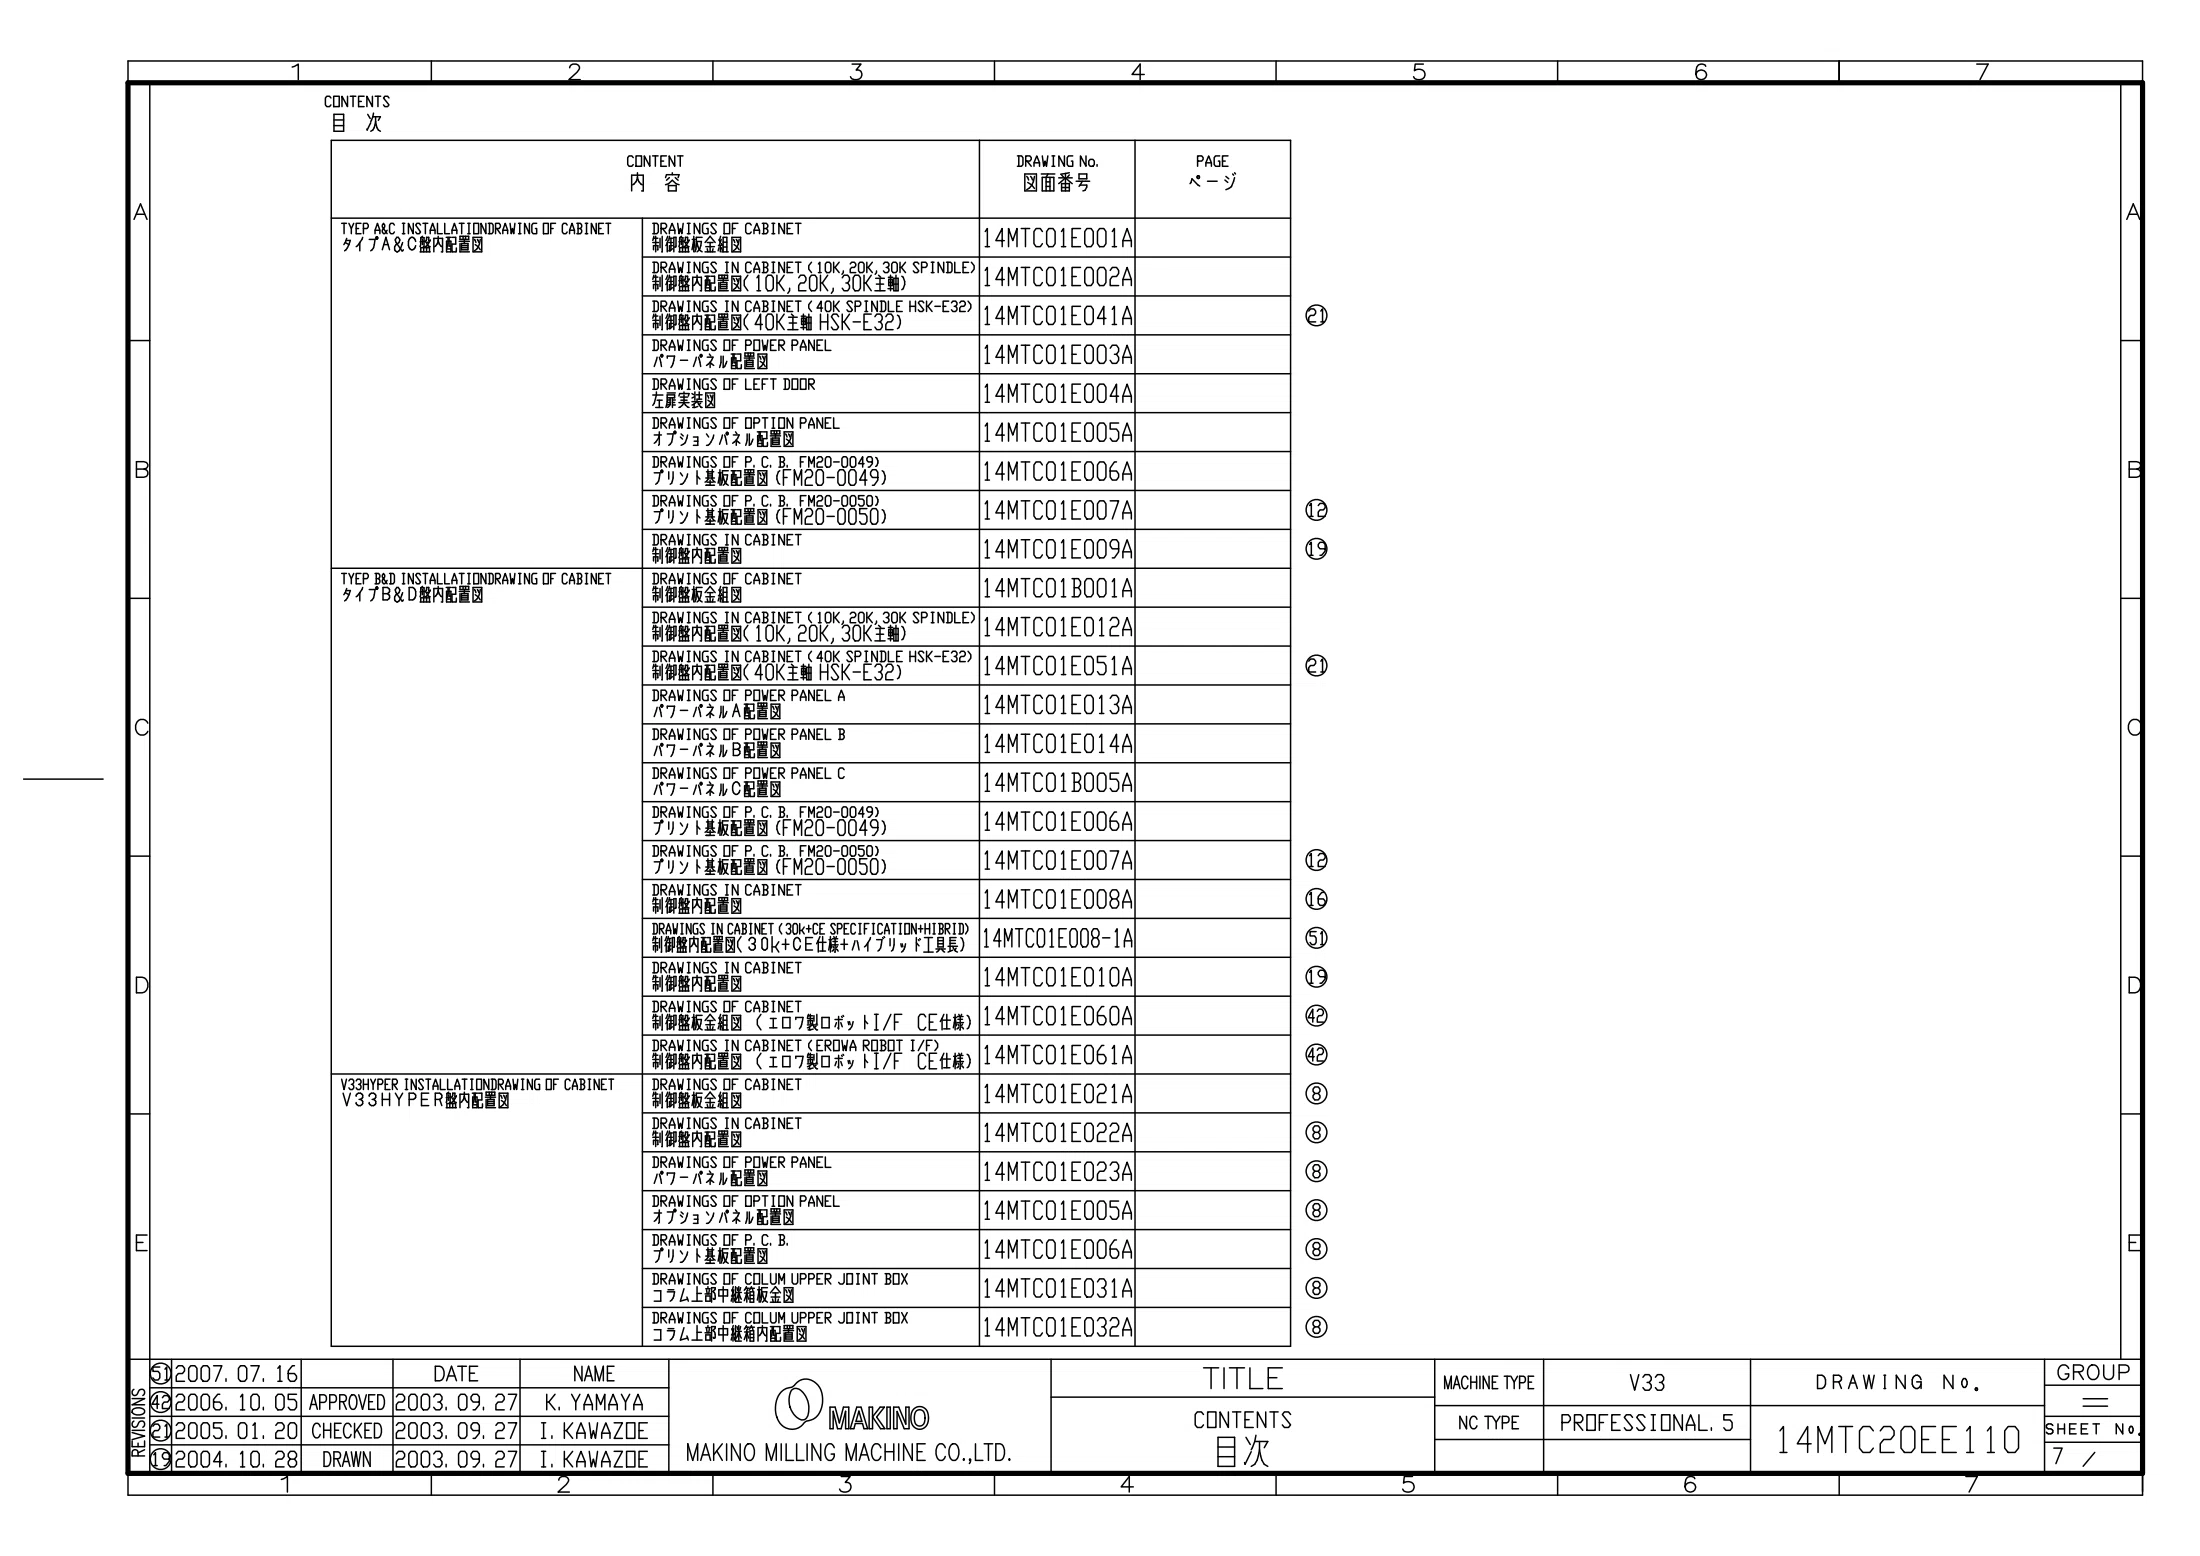 1 2 3 4 5 6 7
CONTENTS
目 次
CONTENT DRAWING No. PAGE
内 容 図面番号 ページ
A A
TYEP A&C INSTALLATIONDRAWING OF CABINET DRAWINGS OF CABINET 14MTC01E001A
タイプA&C盤内配置図 制御盤板金組図
DRAWINGS IN CABINET (10K, 20K, 30K SPINDLE) 14MTC01E002A
制御盤内配置図(10K, 20K, 30K主軸)
DRAWINGS IN CABINET (40K SPINDLE HSK-E32) 14MTC01E041A 21
制御盤内配置図(40K主軸 HSK-E32)
DRAWINGS OF POWER PANEL 14MTC01E003A
パワーパネル配置図
DRAWINGS OF LEFT DOOR 14MTC01E004A
左扉実装図
DRAWINGS OF OPTION PANEL 14MTC01E005A
オプションパネル配置図
B B
DRAWINGS OF P. C. B. FM20-0049) 14MTC01E006A
プリント基板配置図 (FM20-0049)
DRAWINGS OF P. C. B. FM20-0050) 14MTC01E007A 12
プリント基板配置図 (FM20-0050)
DRAWINGS IN CABINET 14MTC01E009A 19
制御盤内配置図
TYEP B&D INSTALLATIONDRAWING OF CABINET DRAWINGS OF CABINET 14MTC01B001A
タイプB&D盤内配置図 制御盤板金組図
DRAWINGS IN CABINET (10K, 20K, 30K SPINDLE) 14MTC01E012A
制御盤内配置図(10K, 20K, 30K主軸)
DRAWINGS IN CABINET (40K SPINDLE HSK-E32) 14MTC01E051A 21
制御盤内配置図(40K主軸 HSK-E32)
DRAWINGS OF POWER PANEL A 14MTC01E013A
パワーパネルA配置図
C C
DRAWINGS OF POWER PANEL B 14MTC01E014A
パワーパネルB配置図
DRAWINGS OF POWER PANEL C 14MTC01B005A
パワーパネルC配置図
DRAWINGS OF P. C. B. FM20-0049) 14MTC01E006A
プリント基板配置図 (FM20-0049)
DRAWINGS OF P. C. B. FM20-0050) 14MTC01E007A 12
プリント基板配置図 (FM20-0050)
DRAWINGS IN CABINET 14MTC01E008A 16
制御盤内配置図
DRAWINGS IN CABINET (30k+CE SPECIFICATION+HIBRID) 14MTC01E008-1A 51
制御盤内配置図(30k+CE仕様+ハイブリッド工具長)
DRAWINGS IN CABINET 14MTC01E010A 19
制御盤内配置図
D D
DRAWINGS OF CABINET 14MTC01E060A 42
制御盤板金組図 (エロワ製ロボットI/F CE仕様)
DRAWINGS IN CABINET (EROWA ROBOT I/F) 14MTC01E061A 42
制御盤内配置図 (エロワ製ロボットI/F CE仕様)
V33HYPER INSTALLATIONDRAWING OF CABINET DRAWINGS OF CABINET 14MTC01E021A 8
V33HYPER盤内配置図 制御盤板金組図
DRAWINGS IN CABINET 14MTC01E022A 8
制御盤内配置図
DRAWINGS OF POWER PANEL 14MTC01E023A 8
パワーパネル配置図
DRAWINGS OF OPTION PANEL 14MTC01E005A 8
オプションパネル配置図
E E
DRAWINGS OF P. C. B. 14MTC01E006A 8
プリント基板配置図
DRAWINGS OF COLUM UPPER JOINT BOX 14MTC01E031A 8
コラム上部中継箱板金図
DRAWINGS OF COLUM UPPER JOINT BOX 14MTC01E032A 8
コラム上部中継箱内配置図
REVISIONS
51 2007. 07. 16 DATE NAME
42 2006. 10. 05 APPROVED 2003. 09. 27 K. YAMAYA
21 2005. 01. 20 CHECKED 2003. 09. 27 I. KAWAZOE
19 2004. 10. 28 DRAWN 2003. 09. 27 I. KAWAZOE
MAKINO
MAKINO MILLING MACHINE CO.,LTD.
TITLE
CONTENTS
目次
MACHINE TYPE V33
NC TYPE PROFESSIONAL. 5
DRAWING No.
14MTC20EE110
GROUP
=
SHEET No.
7 /
1 2 3 4 5 6 7